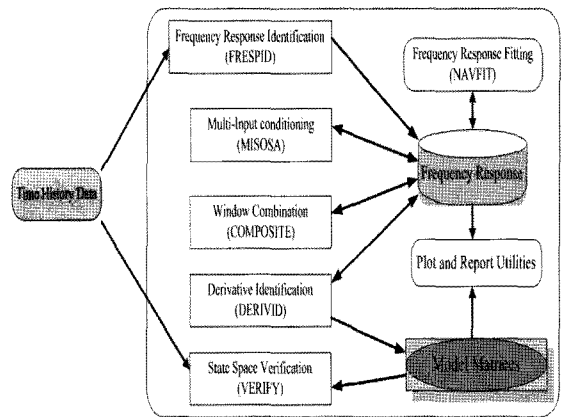 Frequency Response Identification
(FRESPID)
Frequency Response Fitting
(NAVFIT)
Multi-Input conditioning
(MISOSA)
Frequency Response
Time History Data
Window Combination
(COMPOSITE)
Plot and Report Utilities
Derivative Identification
(DERIVID)
State Space Verification
(VERIFY)
Model Matrices